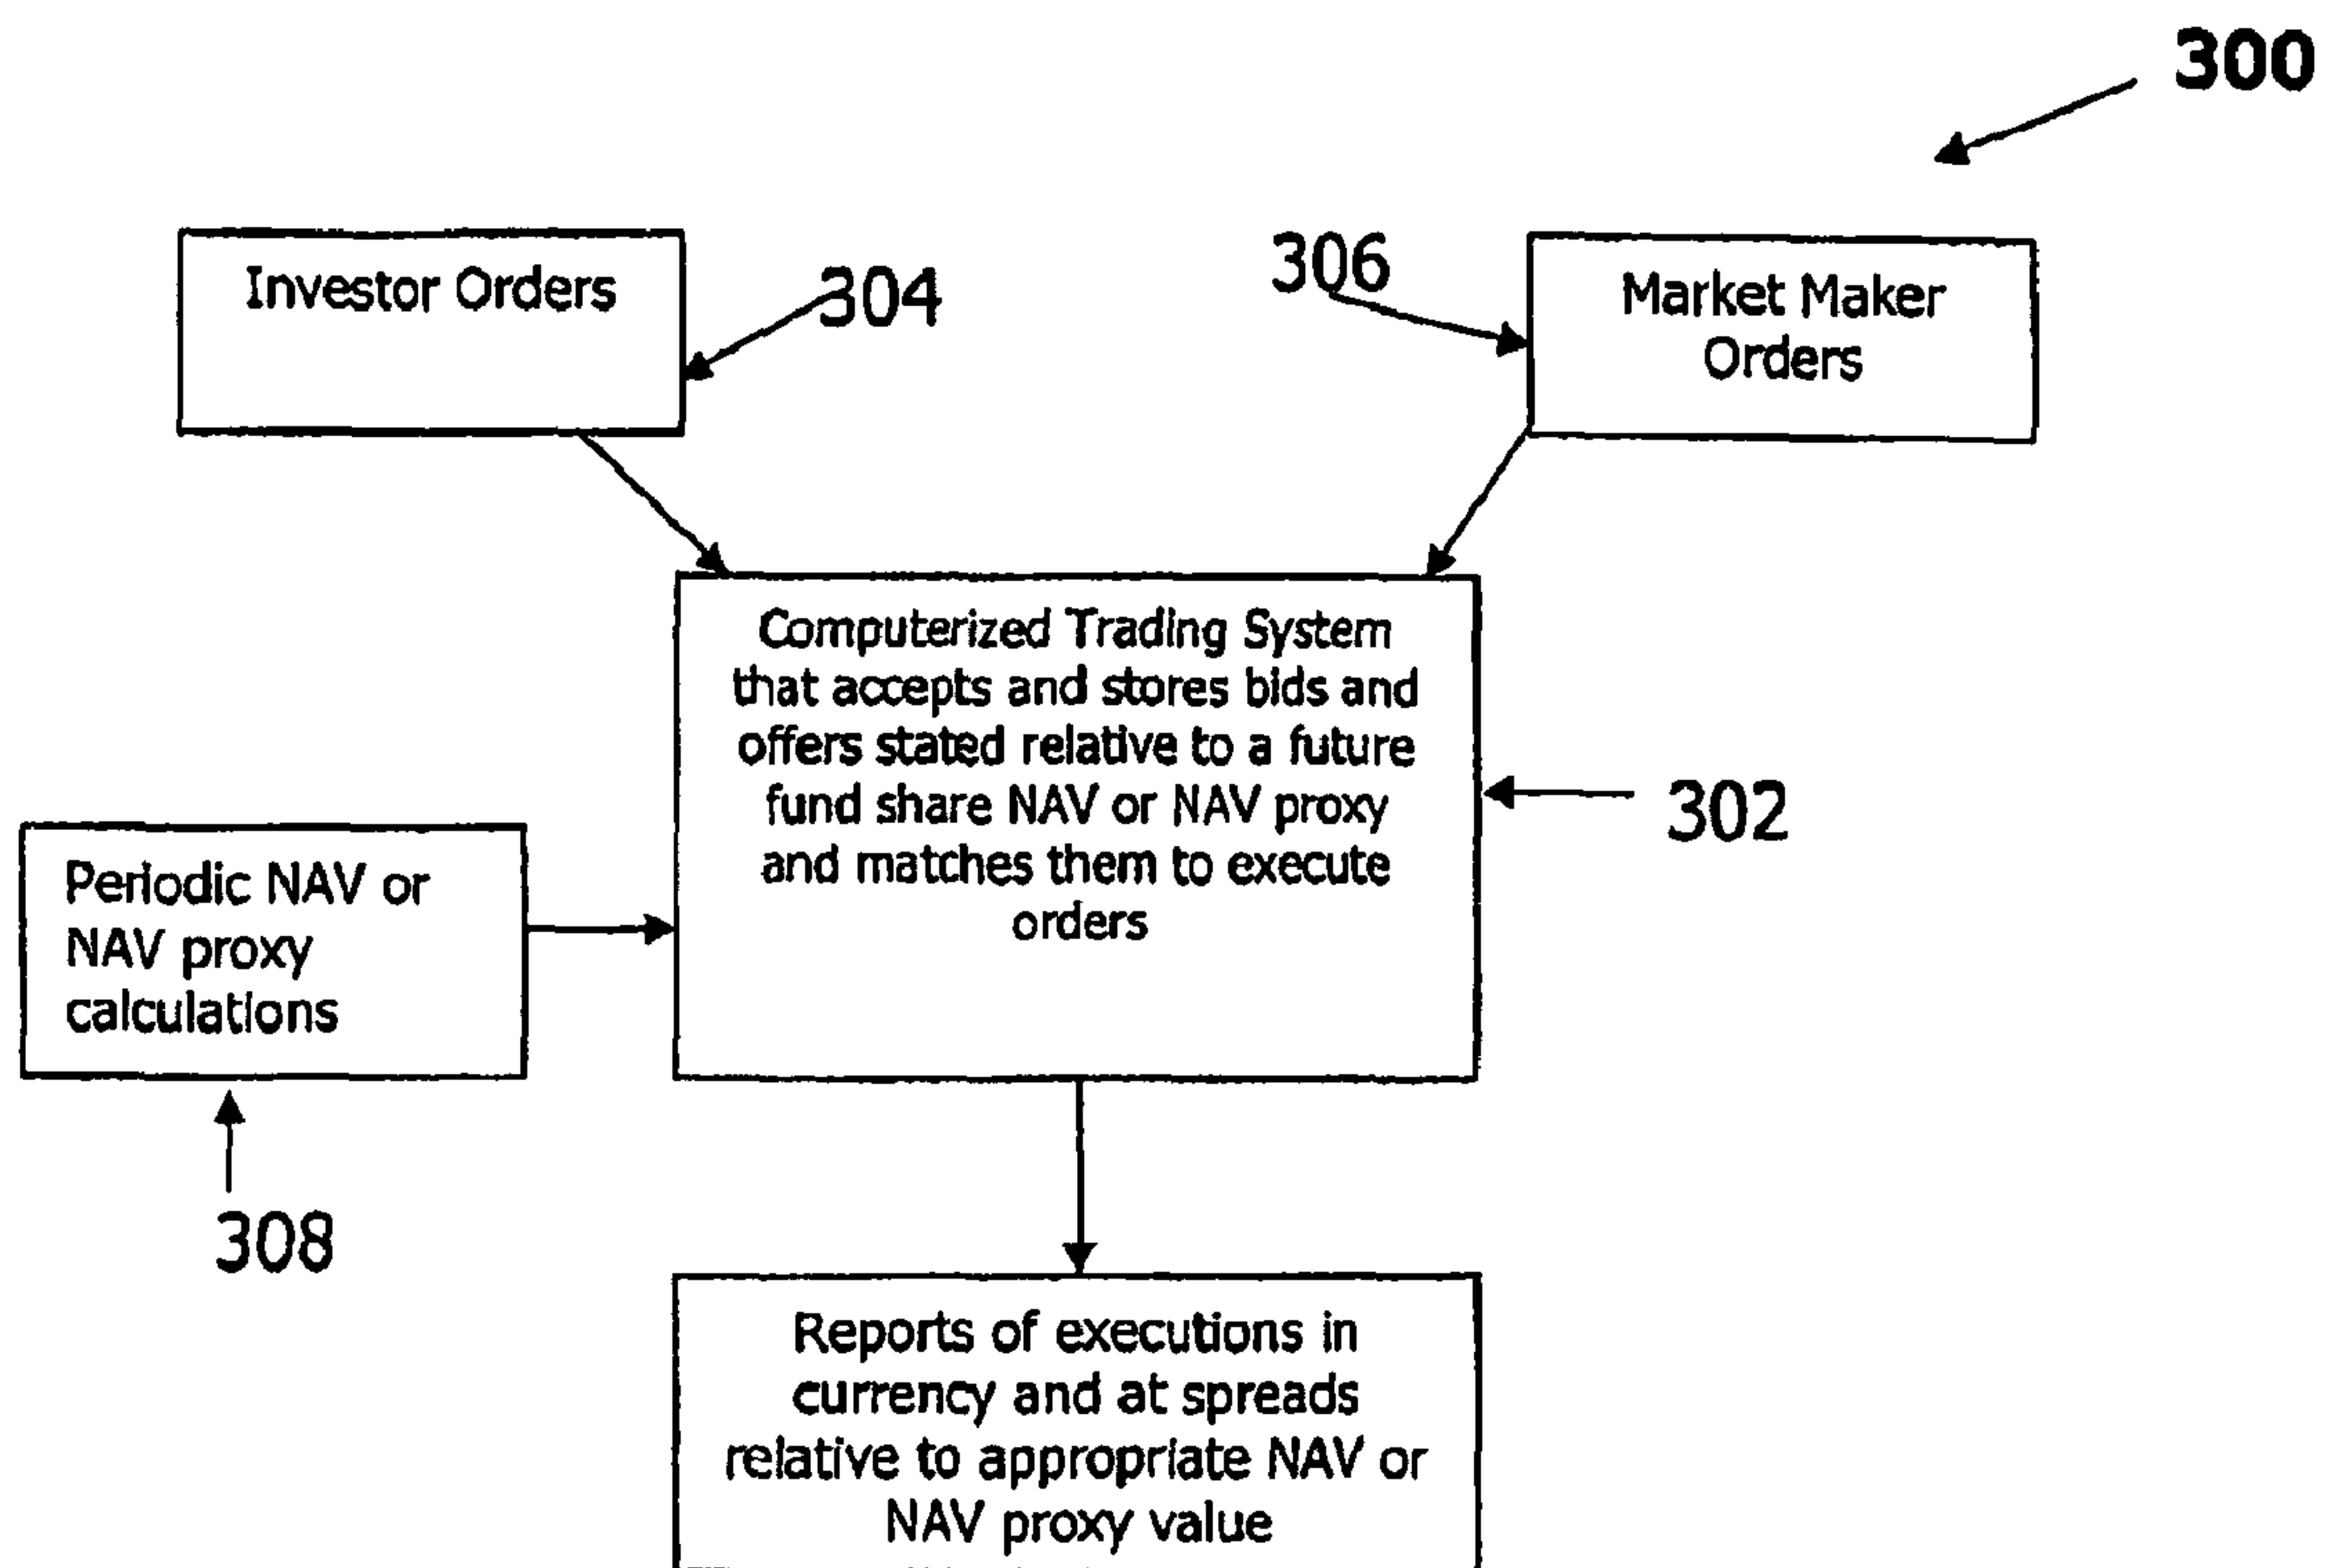 300
Investor Orders
304
306
Market Maker
Orders
Computerized Trading System
that accepts and stores bids and
offers stated relative to a future
fund share NAV or NAV proxy
and matches them to execute
orders
302
Periodic NAV or
NAV proxy
calculations
308
Reports of executions in
currency and at spreads
relative to appropriate NAV or
NAV proxy value